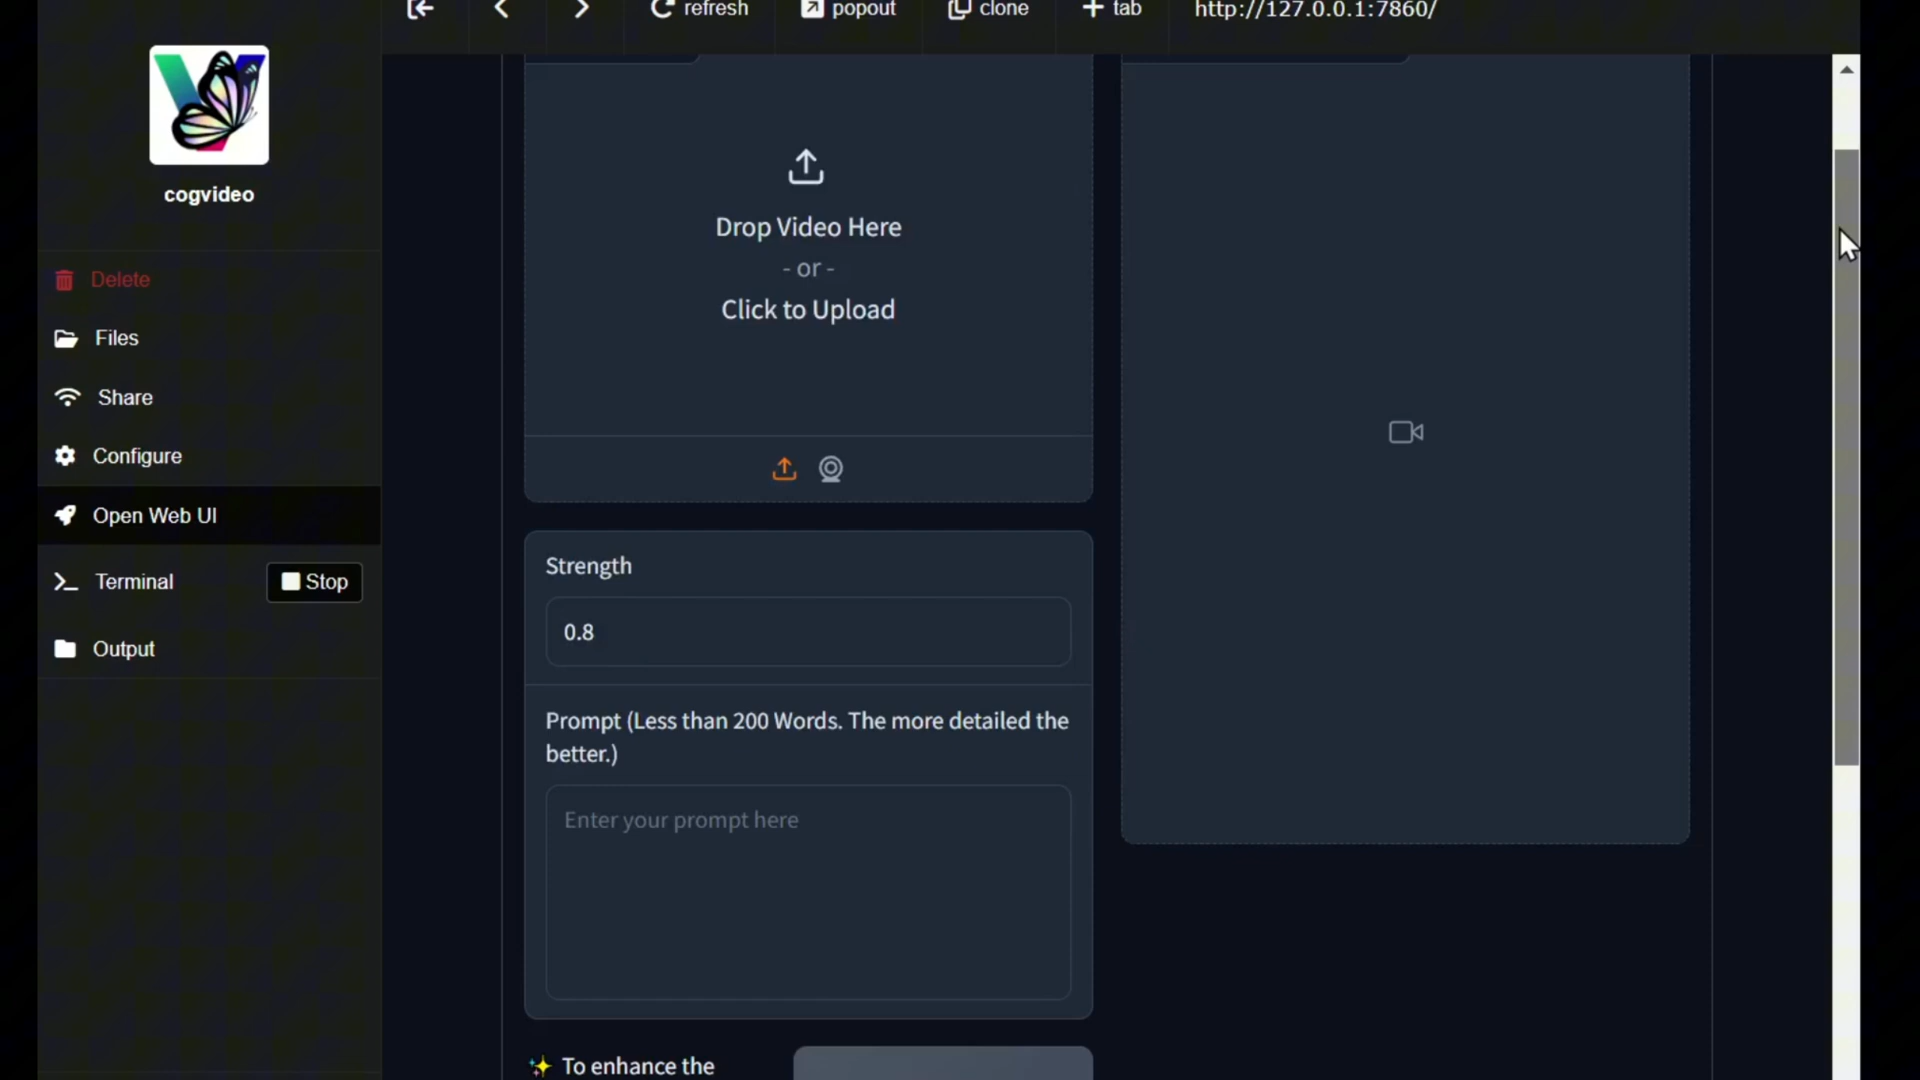 refresh
popout
clone
tab
http://127.0.0.1:7860/
cogvideo
Delete
Files
Share
Configure
Open Web UI
Terminal
Stop
Output
Drop Video Here
- or -
Click to Upload
Strength
0.8
Prompt (Less than 200 Words. The more detailed the
better.)
Enter your prompt here
✨ To enhance the